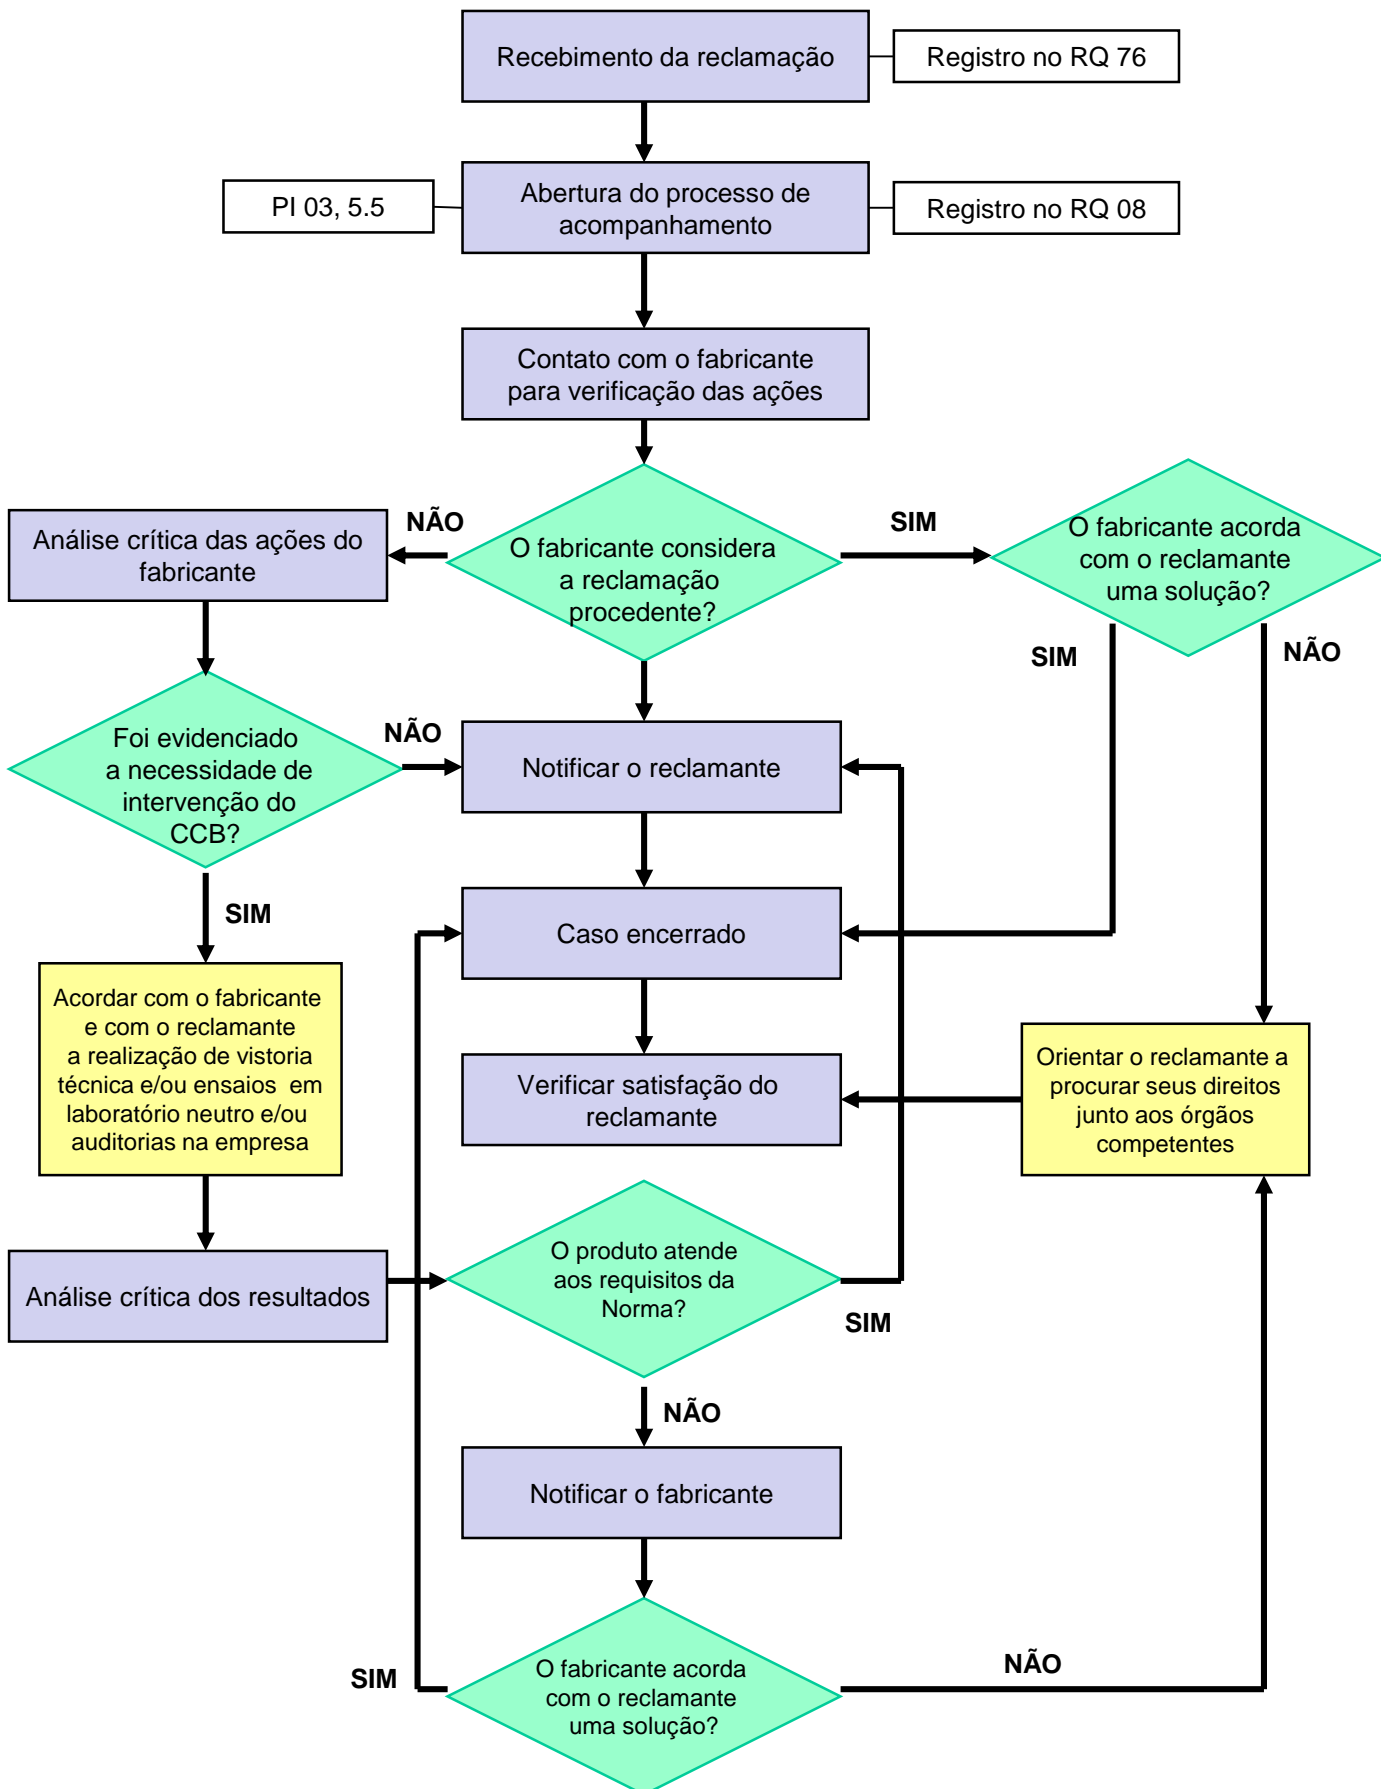 Recebimento da reclamação
Registro no RQ 76
PI 03, 5.5
Abertura do processo de
acompanhamento
Registro no RQ 08
Contato com o fabricante
para verificação das ações
NÃO
SIM
Análise crítica das ações do
fabricante
O fabricante considera
a reclamação
procedente?
O fabricante acorda
com o reclamante
uma solução?
SIM
NÃO
Foi evidenciado
a necessidade de
intervenção do
CCB?
NÃO
Notificar o reclamante
SIM
Caso encerrado
Acordar com o fabricante
e com o reclamante
a realização de vistoria
técnica e/ou ensaios em
laboratório neutro e/ou
auditorias na empresa
Verificar satisfação do
reclamante
Orientar o reclamante a
procurar seus direitos
junto aos órgãos
competentes
Análise crítica dos resultados
O produto atende
aos requisitos da
Norma?
SIM
NÃO
Notificar o fabricante
SIM
O fabricante acorda
com o reclamante
uma solução?
NÃO